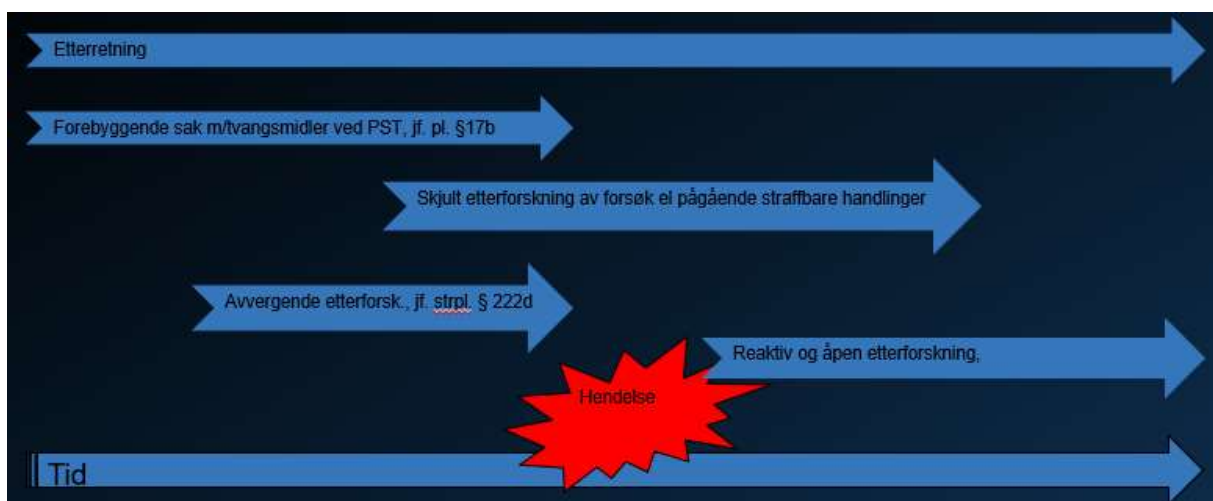 Etterretning
Forebyggende sak m/tvangsmidler ved PST, jf. pl. §17b
Skjult etterforskning av forsøk el pågående straffbare handlinger
Avvergende etterforsk., jf. strpl. § 222d
Reaktiv og åpen etterforskning,
Hendelse
Tid